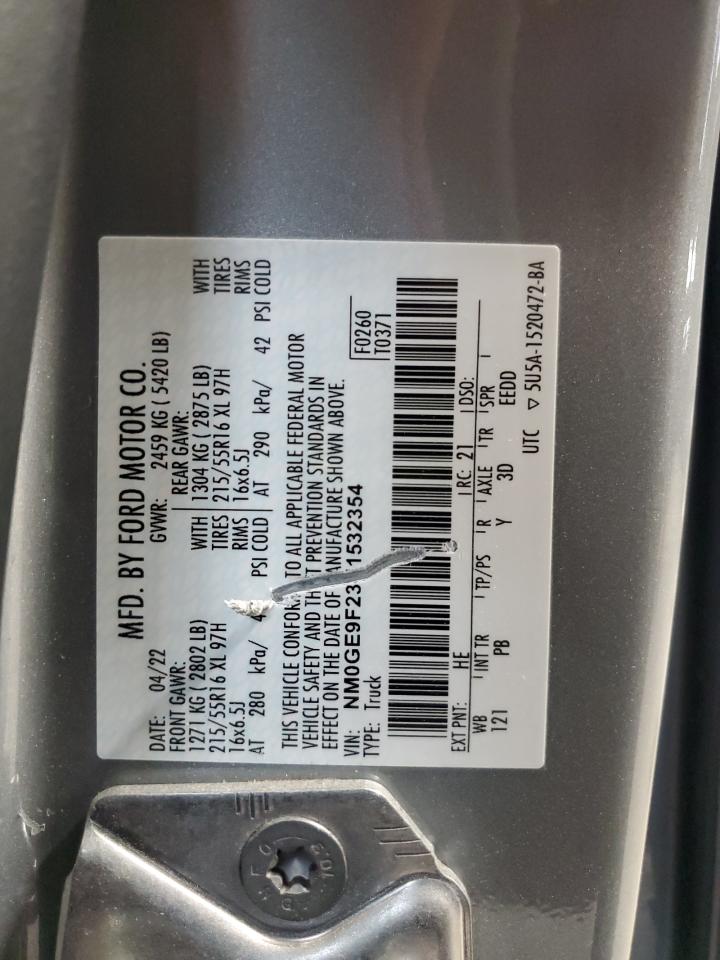 MFD. BY FORD MOTOR CO.
DATE: 04/22 GVWR: 2459 KG ( 5420 LB)
FRONT GAWR: REAR GAWR:
1271 KG ( 2802 LB) WITH 1304 KG ( 2875 LB) WITH
215/55R16 XL 97H TIRES 215/55R16 XL 97H TIRES
16x6.5J RIMS 16x6.5J RIMS
AT 280 kPa/ PSI COLD AT 290 kPa/ 42 PSI COLD
THIS VEHICLE TO ALL APPLICABLE FEDERAL MOTOR
VEHICLE SAFETY AND PREVENTION STANDARDS IN
EFFECT ON THE DATE OF SHOWN ABOVE.
VIN:
F0260
TYPE: Truck T0371
EXT PNT: HE RC: 21 DSO:
WB INT TR TP/PS R AXLE TR SPR
121 PB Y 3D EEDD
UTC ▽ 5U5A-1520472-BA
10.9